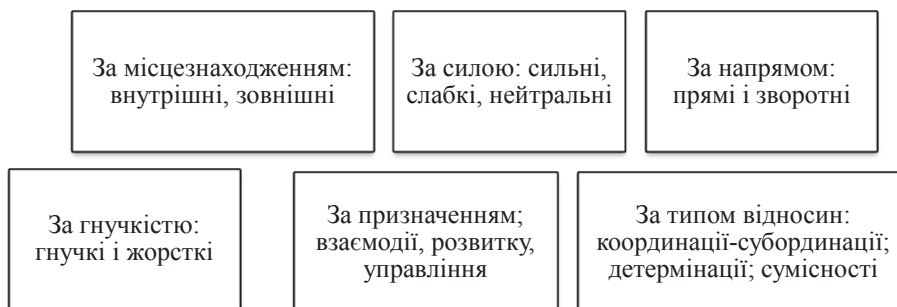 За місцезнаходженням:
внутрішні, зовнішні
За силою: сильні,
слабкі, нейтральні
За напрямом:
прямі і зворотні
За гнучкістю:
гнучкі і жорсткі
За призначенням;
взаємодії, розвитку,
управління
За типом відносин:
координації-субординації;
детермінації; сумісності